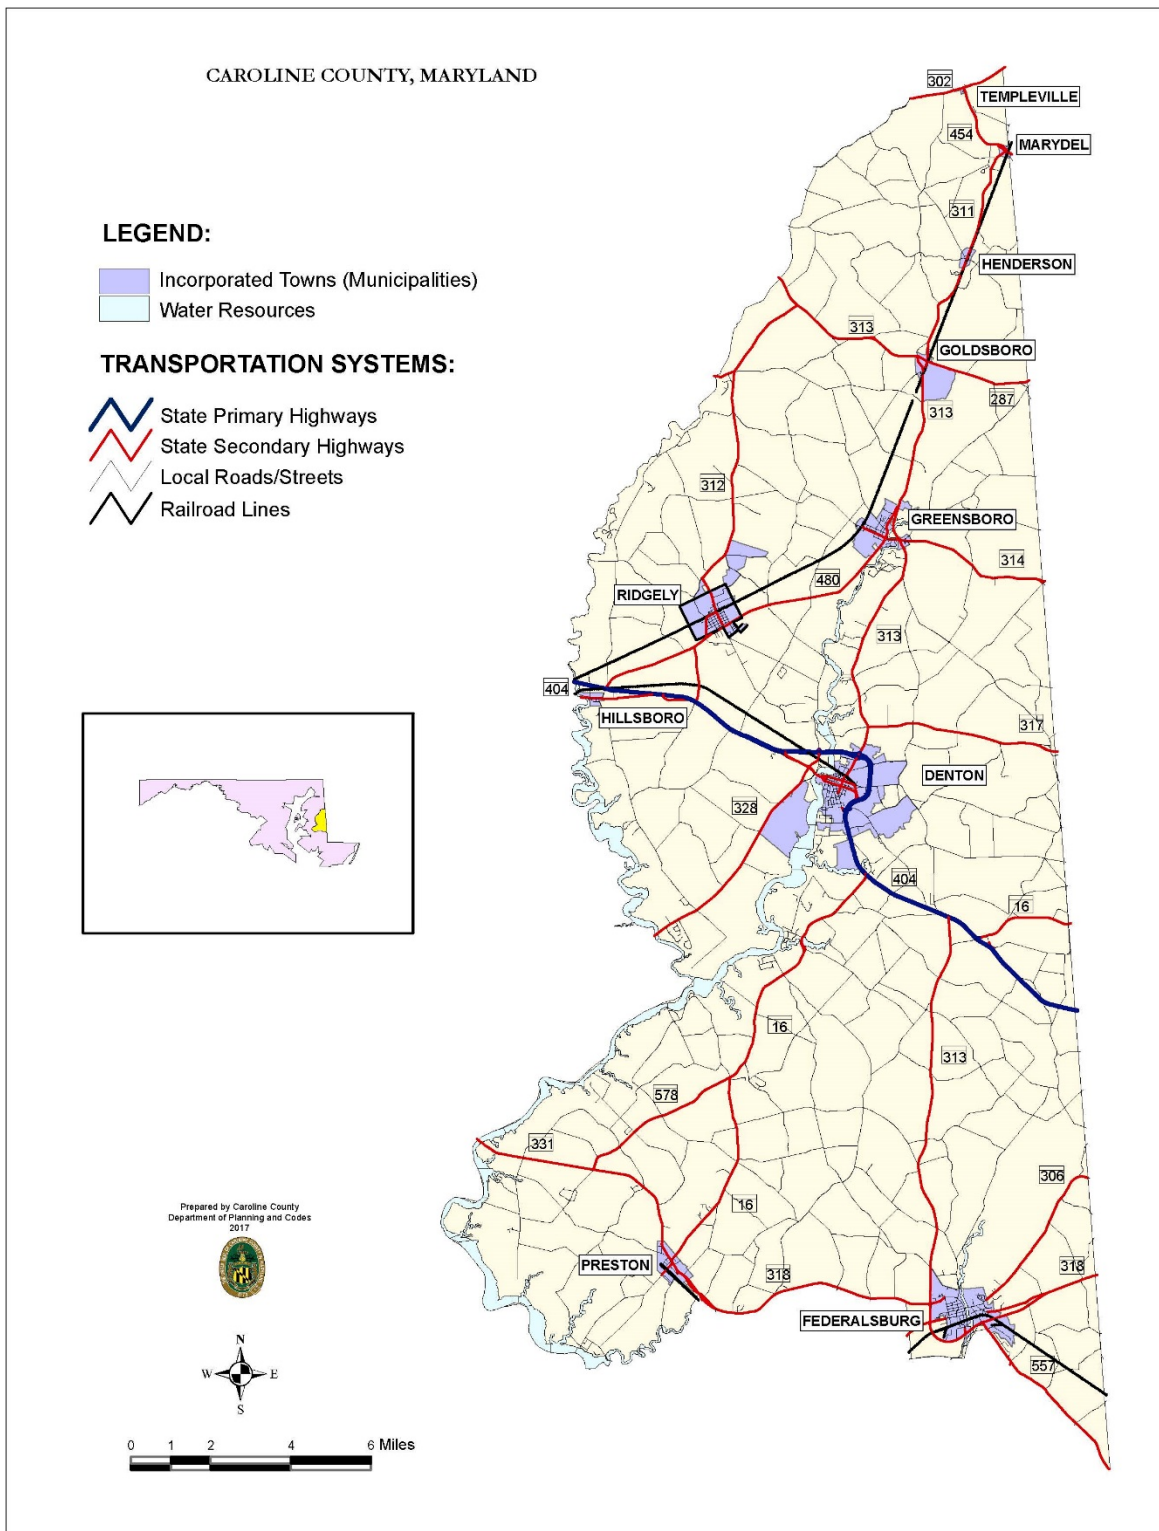 CAROLINE COUNTY, MARYLAND
302
TEMPLEVILLE
454
MARYDEL
311
LEGEND:
HENDERSON
Incorporated Towns (Municipalities)
Water Resources
313
GOLDSBORO
TRANSPORTATION SYSTEMS:
287
313
State Primary Highways
State Secondary Highways
Local Roads/Streets
312
Railroad Lines
GREENSBORO
314
480
RIDGELY
313
404
HILLSBORO
317
DENTON
328
404
16
16
313
578
331
306
16
Prepared by Caroline County
Department of Planning and Codes
2017
PRESTON
318
318
FEDERALSBURG
557
N
W
E
S
0 1 2 4 6 Miles